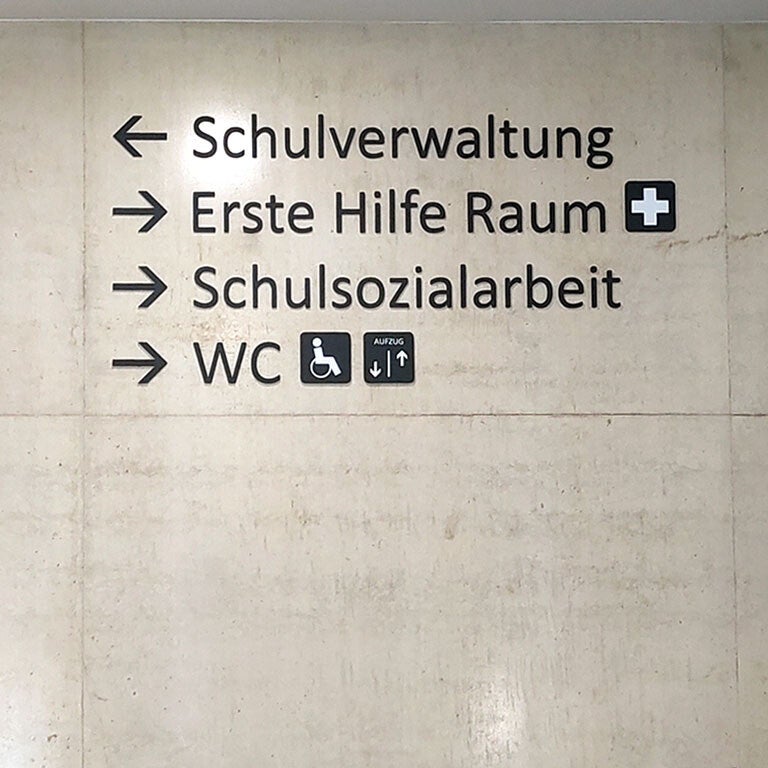 ← Schulverwaltung
→ Erste Hilfe Raum
→ Schulsozialarbeit
→ WC AUFZUG